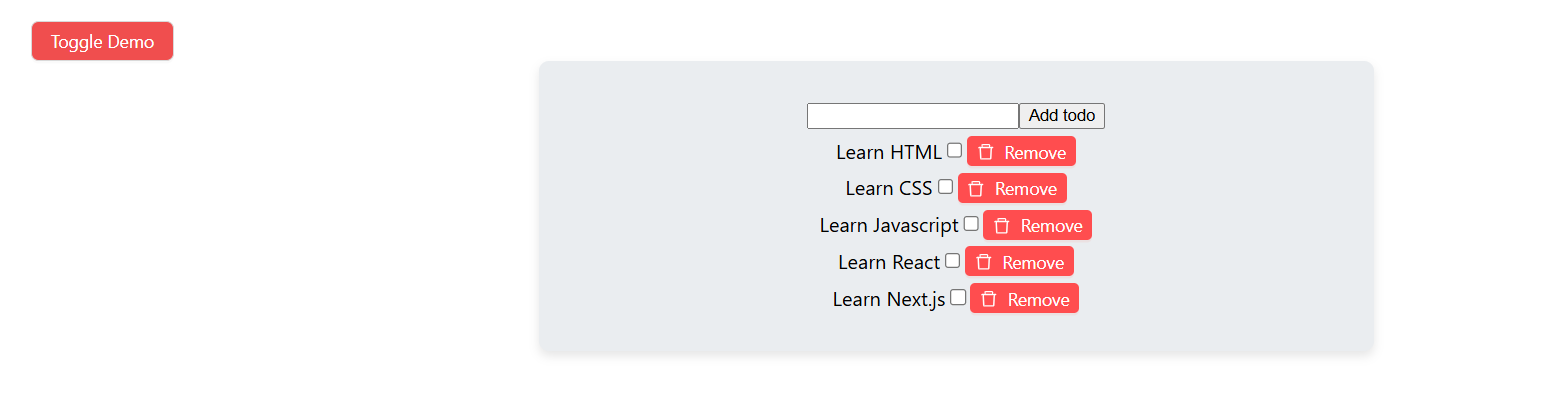 Toggle Demo
Add todo
Learn HTML Remove
Learn CSS Remove
Learn Javascript Remove
Learn React Remove
Learn Next.js Remove